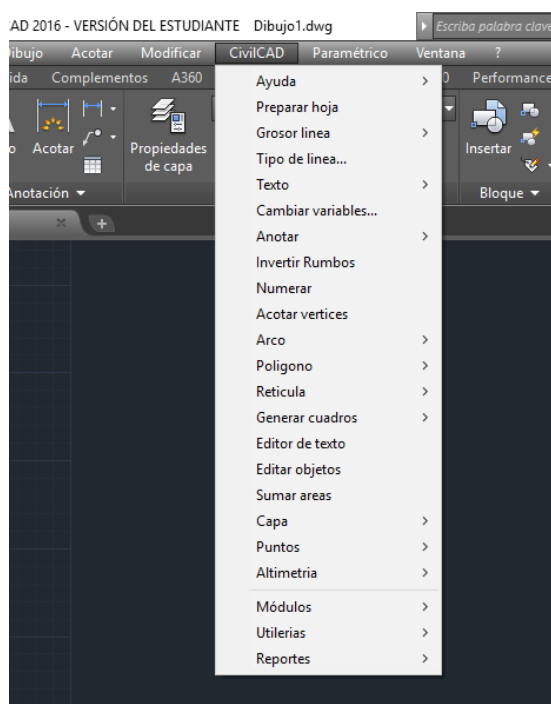 CAD 2016 - VERSIÓN DEL ESTUDIANTE Dibujo1.dwg Escriba palabra clave
Dibujo Acotar Modificar CivilCAD Paramétrico Ventana ?
ida Complementos A360 0 Performance
o Acotar Propiedades de capa Insertar
Anotación Bloque
Ayuda
Preparar hoja
Grosor linea
Tipo de linea...
Texto
Cambiar variables...
Anotar
Invertir Rumbos
Numerar
Acotar vertices
Arco
Poligono
Reticula
Generar cuadros
Editor de texto
Editar objetos
Sumar areas
Capa
Puntos
Altimetria
Módulos
Utilerias
Reportes